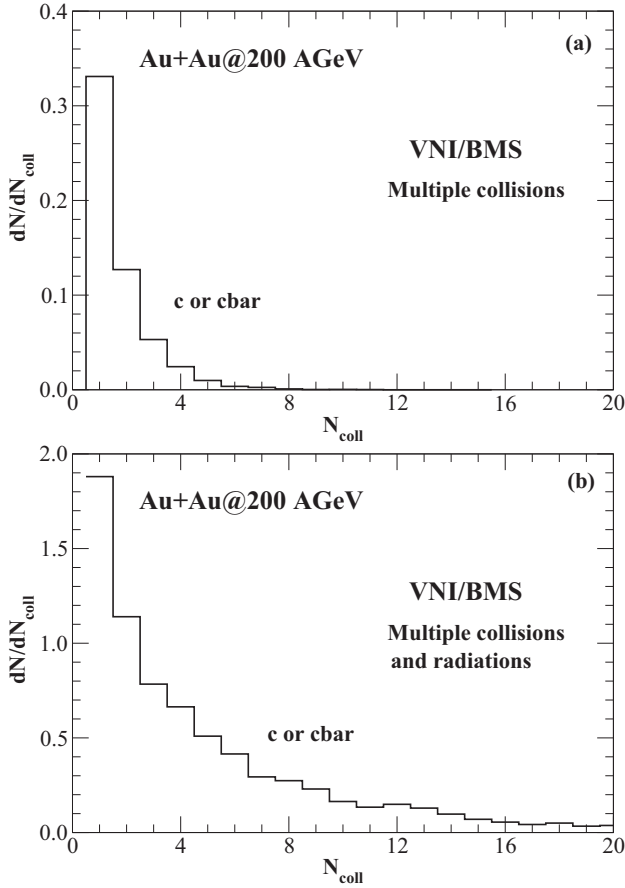 (a)
Au+Au@200 AGeV
VNI/BMS
Multiple collisions
c or cbar
dN/dN_coll
0.4
0.3
0.2
0.1
0.0
0 4 8 12 16 20
N_coll
(b)
Au+Au@200 AGeV
VNI/BMS
Multiple collisions
and radiations
c or cbar
dN/dN_coll
2.0
1.5
1.0
0.5
0.0
0 4 8 12 16 20
N_coll